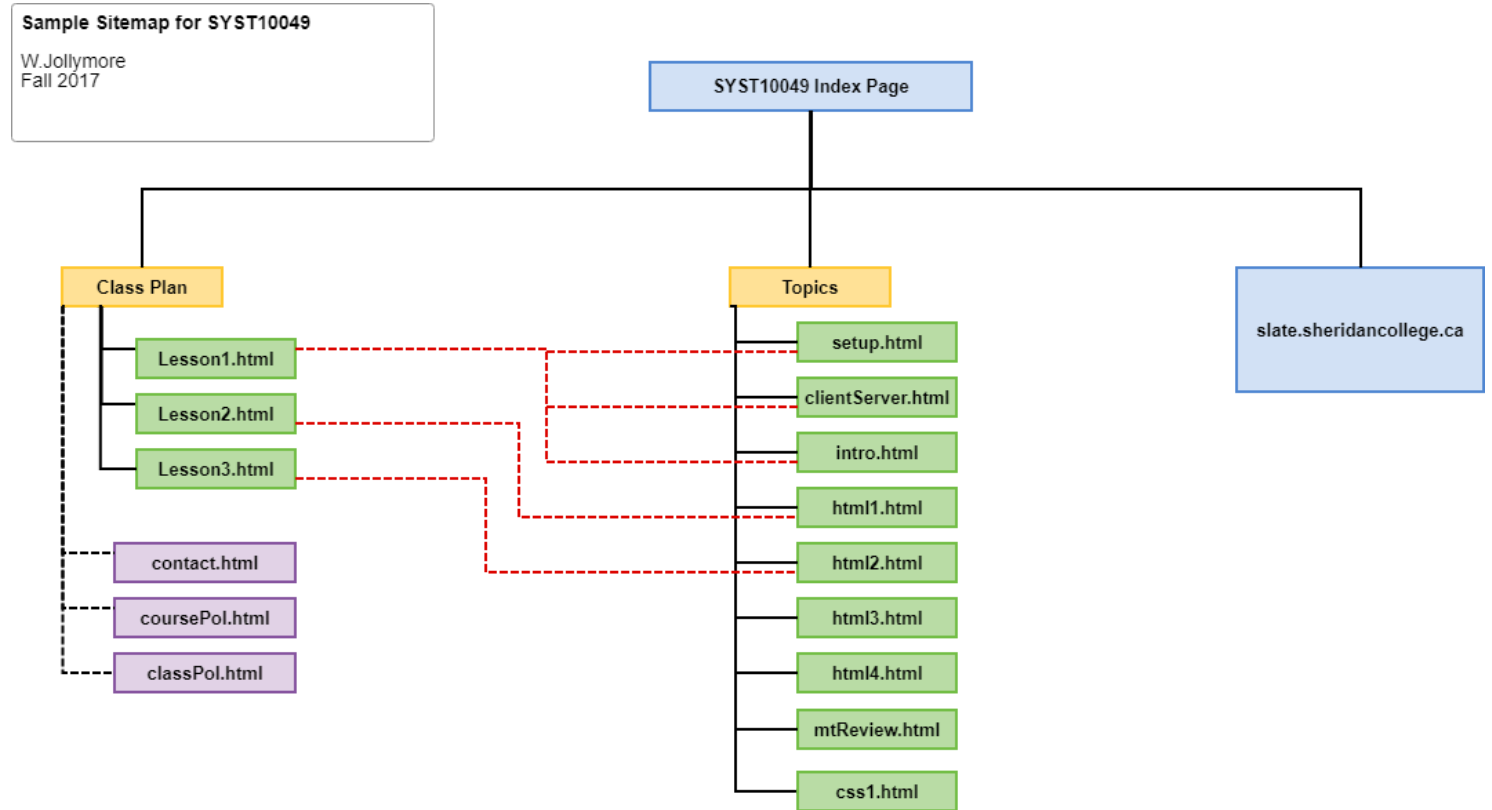 Sample Sitemap for SYST10049
W.Jollymore
Fall 2017
SYST10049 Index Page
Class Plan
Lesson1.html
Lesson2.html
Lesson3.html
contact.html
coursePol.html
classPol.html
Topics
setup.html
clientServer.html
intro.html
html1.html
html2.html
html3.html
html4.html
mtReview.html
css1.html
slate.sheridancollege.ca